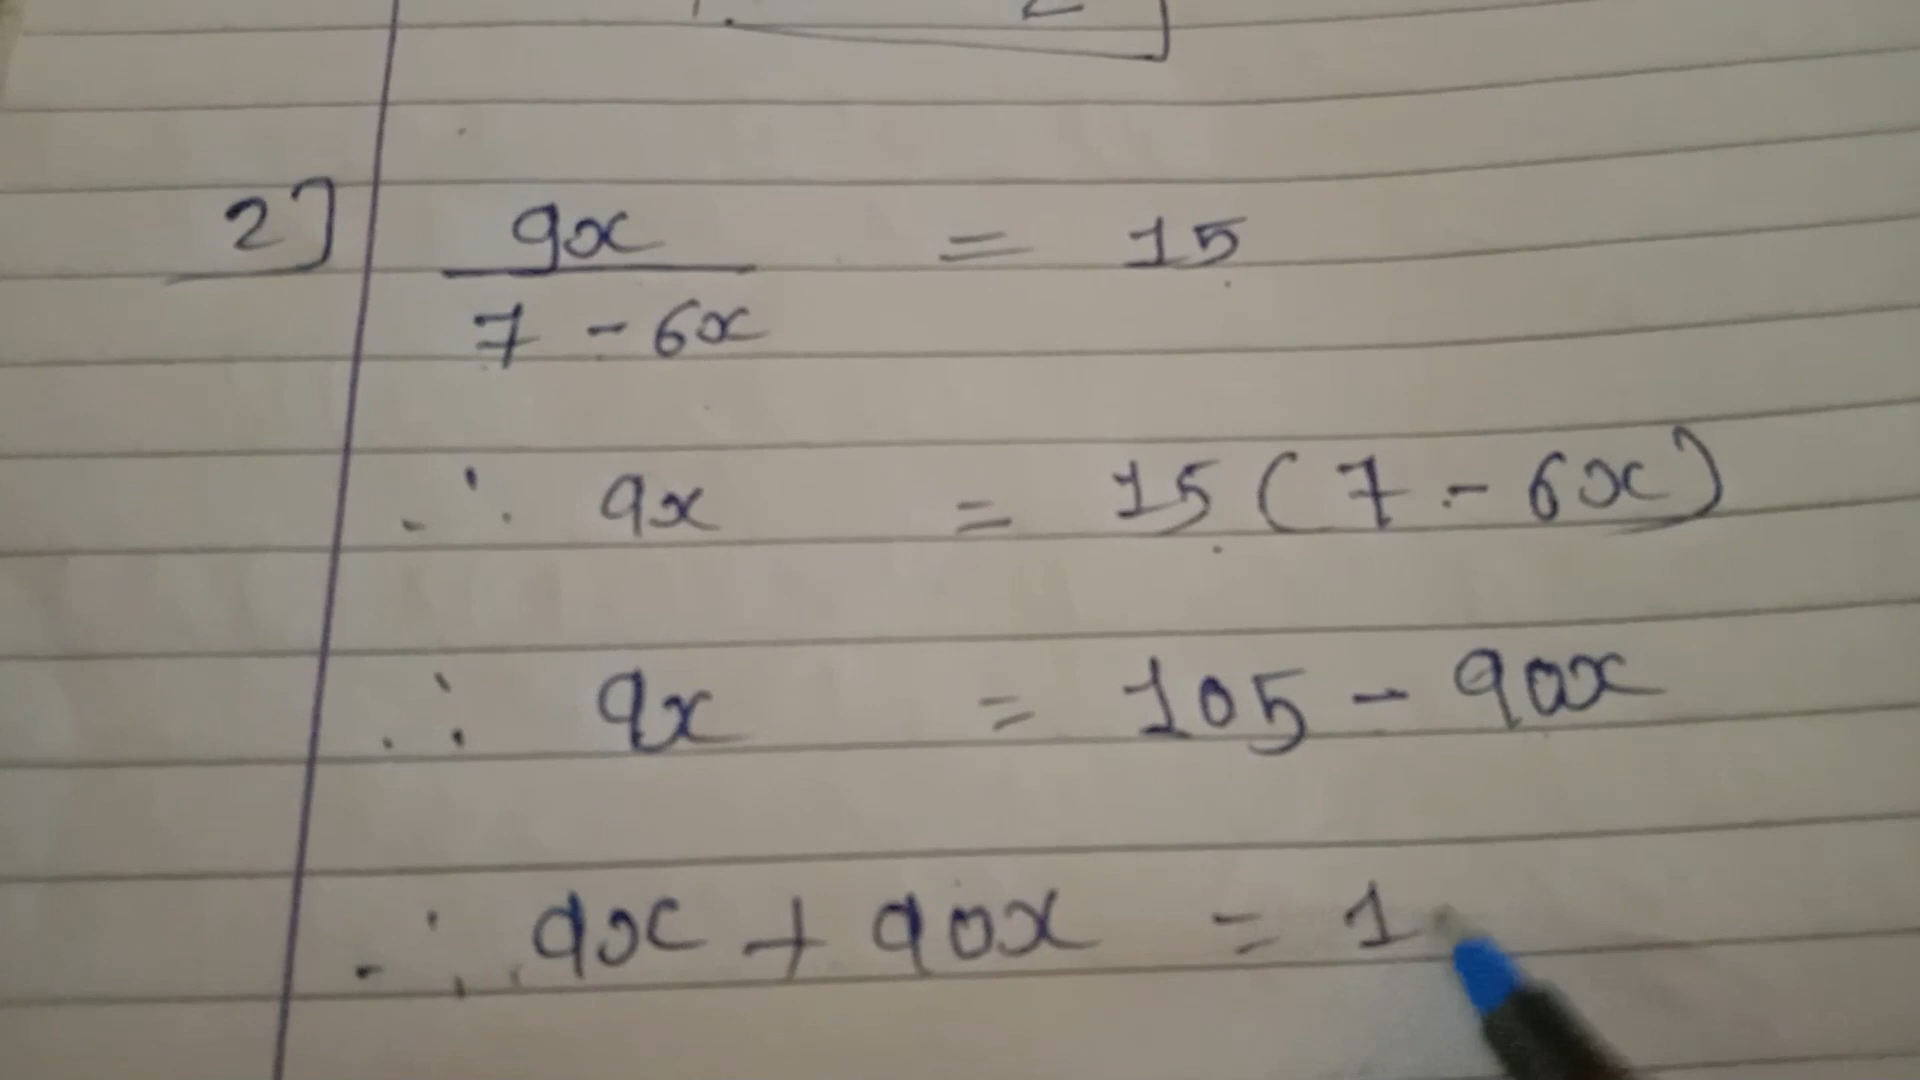 2] 9x / 7 - 6x = 15
∴ 9x = 15(7 - 6x)
∴ 9x = 105 - 90x
∴ 9x + 90x = 1